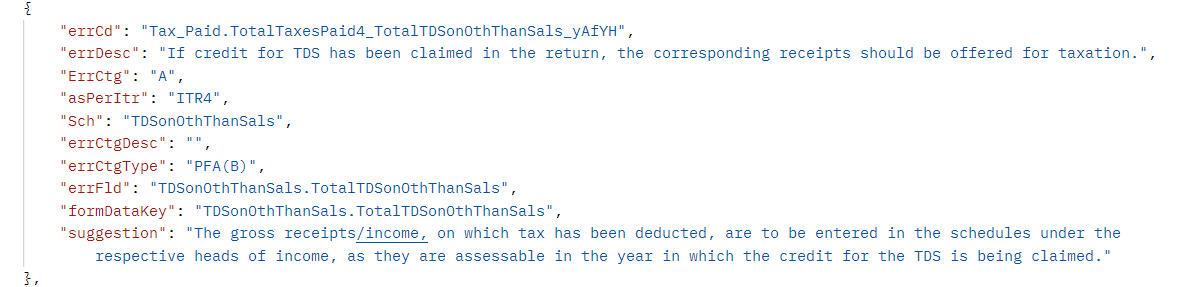 {
"errCd": "Tax_Paid.TotalTaxesPaid4_TotalTDSonOthThanSals_yAfYH",
"errDesc": "If credit for TDS has been claimed in the return, the corresponding receipts should be offered for taxation.",
"ErrCtg": "A",
"asPerItr": "ITR4",
"Sch": "TDSonOthThanSals",
"errCtgDesc": "",
"errCtgType": "PFA(B)",
"errFld": "TDSonOthThanSals.TotalTDSonOthThanSals",
"formDataKey": "TDSonOthThanSals.TotalTDSonOthThanSals",
"suggestion": "The gross receipts/income, on which tax has been deducted, are to be entered in the schedules under the
respective heads of income, as they are assessable in the year in which the credit for the TDS is being claimed."
},